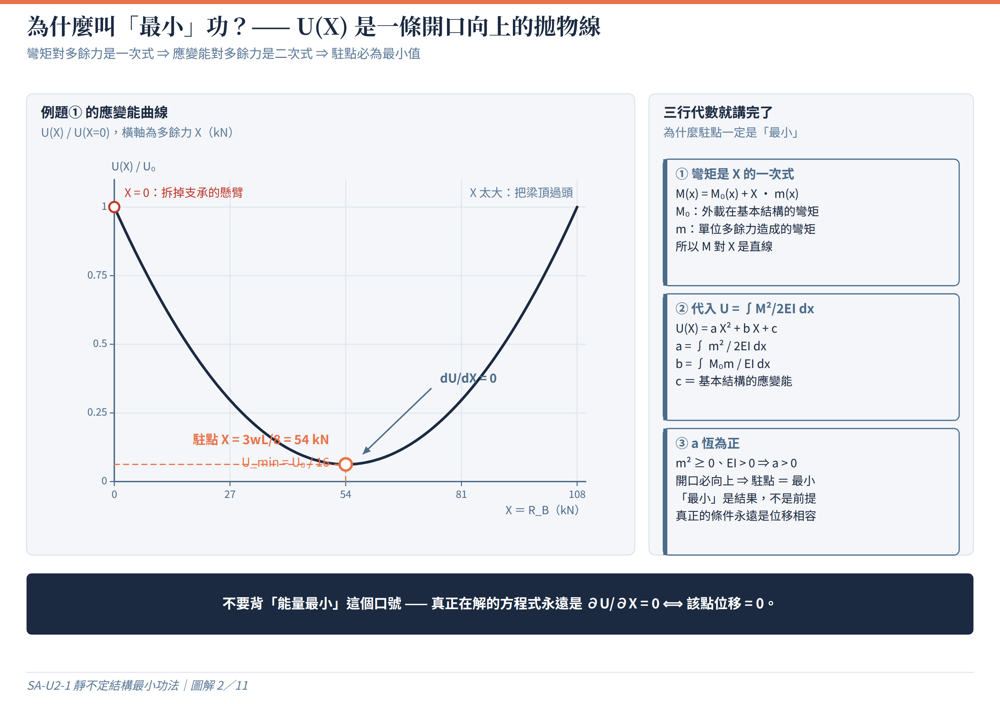 為什麼叫「最小」功？—— U(X) 是一條開口向上的拋物線
彎矩對多餘力是一次式 ⇒ 應變能對多餘力是二次式 ⇒ 駐點必為最小值
例題① 的應變能曲線
U(X) / U(X=0)，橫軸為多餘力 X（kN）
U(X) / U₀
X = 0：拆掉支承的懸臂
X 太大：把梁頂過頭
1
0.75
0.5
0.25
0
dU/dX = 0
駐點 X = 3wL/8 = 54 kN
U_min = U₀ / 16
0
27
54
81
108
X ＝ R_B（kN）
三行代數就講完了
為什麼駐點一定是「最小」
① 彎矩是 X 的一次式
M(x) = M₀(x) + X · m(x)
M₀：外載在基本結構的彎矩
m：單位多餘力造成的彎矩
所以 M 對 X 是直線
② 代入 U = ∫ M²/2EI dx
U(X) = a X² + b X + c
a = ∫ m² / 2EI dx
b = ∫ M₀m / EI dx
c ＝ 基本結構的應變能
③ a 恆為正
m² ≥ 0、EI > 0 ⇒ a > 0
開口必向上 ⇒ 駐點 ＝ 最小
「最小」是結果，不是前提
真正的條件永遠是位移相容
不要背「能量最小」這個口號 —— 真正在解的方程式永遠是 ∂U/∂X = 0 ⟺ 該點位移 = 0。
SA-U2-1 靜不定結構最小功法｜圖解 2／11